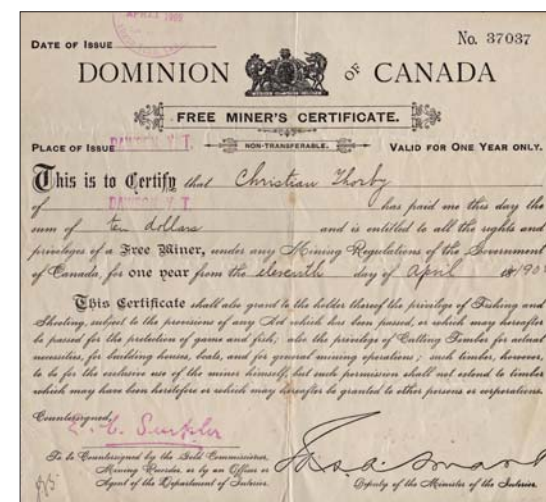 DATE OF ISSUE
No. 37037
DOMINION OF CANADA
FREE MINER'S CERTIFICATE.
PLACE OF ISSUE DAWSON, Y.T. NON-TRANSFERABLE. VALID FOR ONE YEAR ONLY.
This is to Certify that Christian Thorby
of DAWSON, Y.T. has paid me this day the
sum of ten dollars and is entitled to all the rights and
privileges of a Free Miner, under any Mining Regulations of the Government
of Canada, for one year from the eleventh day of April
This Certificate shall also grant to the holder thereof the privilege of Fishing and
Shooting, subject to the provisions of any Act which has been passed, or which may hereafter
be passed for the protection of game and fish; also the privilege of Cutting Timber for actual
necessities, for building houses, boats, and for general mining operations; such timber, however,
to be for the exclusive use of the miner himself, but such permission shall not extend to timber
which may have been heretofore or which may hereafter be granted to other persons or corporations.
Countersigned,
To be Countersigned by the Gold Commissioner,
Mining Recorder, or by an Officer or
Agent of the Department of Interior.
Deputy of the Minister of the Interior.